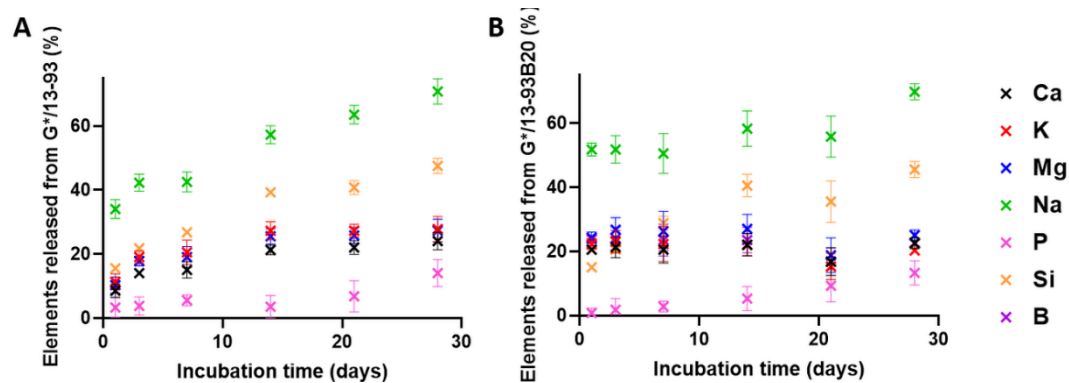 A
Elements released from G*/13-93 (%)
60
40
20
0
0
10
20
30
Incubation time (days)
B
Elements released from G*/13-93B20 (%)
60
40
20
0
0
10
20
30
Incubation time (days)
Ca
K
Mg
Na
P
Si
B